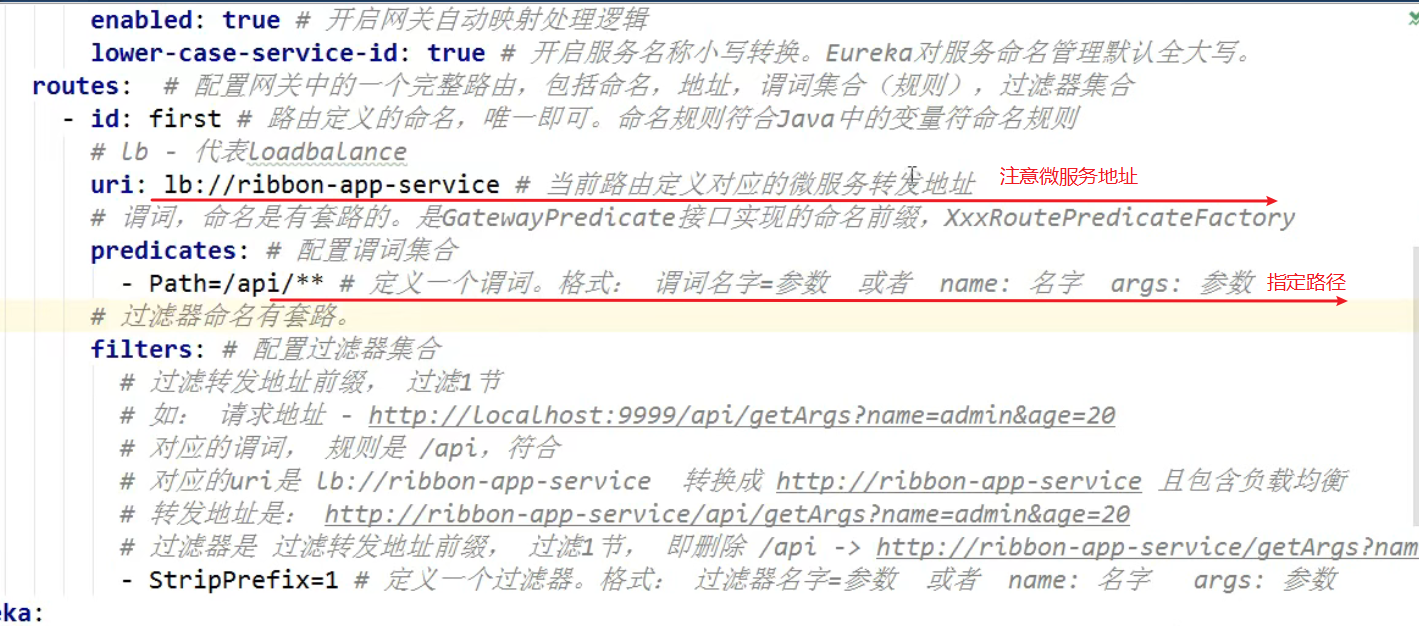 enabled: true # 开启网关自动映射处理逻辑
lower-case-service-id: true # 开启服务名称小写转换。Eureka对服务命名管理默认全大写。
routes: # 配置网关中的一个完整路由，包括命名，地址，谓词集合（规则），过滤器集合
- id: first # 路由定义的命名，唯一即可。命名规则符合Java中的变量符命名规则
# lb - 代表loadbalance
uri: lb://ribbon-app-service # 当前路由定义对应的微服务转发地址 注意微服务地址
# 谓词，命名是有套路的。是GatewayPredicate接口实现的命名前缀，XxxRoutePredicateFactory
predicates: # 配置谓词集合
- Path=/api/** # 定义一个谓词。格式： 谓词名字=参数 或者 name: 名字 args: 参数 指定路径
# 过滤器命名有套路。
filters: # 配置过滤器集合
# 过滤转发地址前缀， 过滤1节
# 如： 请求地址 - http://localhost:9999/api/getArgs?name=admin&age=20
# 对应的谓词， 规则是 /api，符合
# 对应的uri是 lb://ribbon-app-service 转换成 http://ribbon-app-service 且包含负载均衡
# 转发地址是： http://ribbon-app-service/api/getArgs?name=admin&age=20
# 过滤器是 过滤转发地址前缀， 过滤1节， 即删除 /api -> http://ribbon-app-service/getArgs?nam
- StripPrefix=1 # 定义一个过滤器。格式： 过滤器名字=参数 或者 name: 名字 args: 参数
eka: